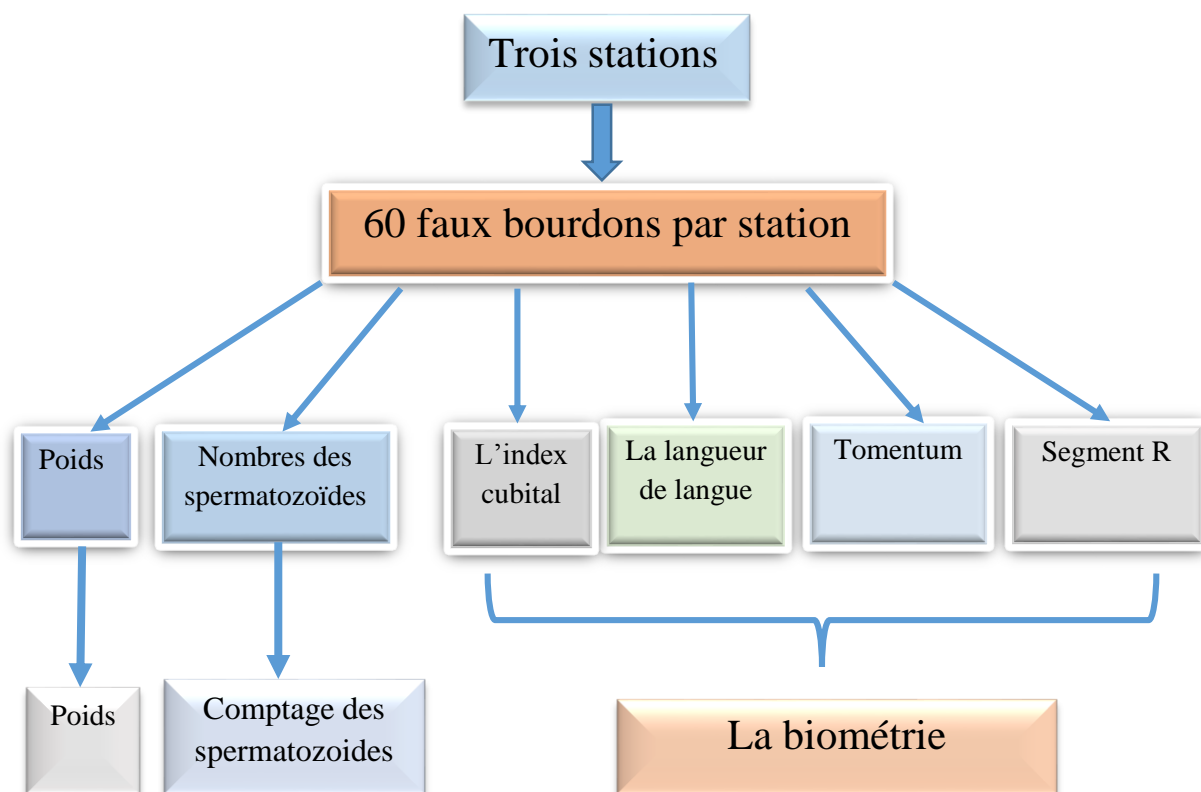 Trois stations
60 faux bourdons par station
Poids
Nombres des
spermatozoïdes
L'index
cubital
La langueur
de langue
Tomentum
Segment R
Poids
Comptage des
spermatozoides
La biométrie